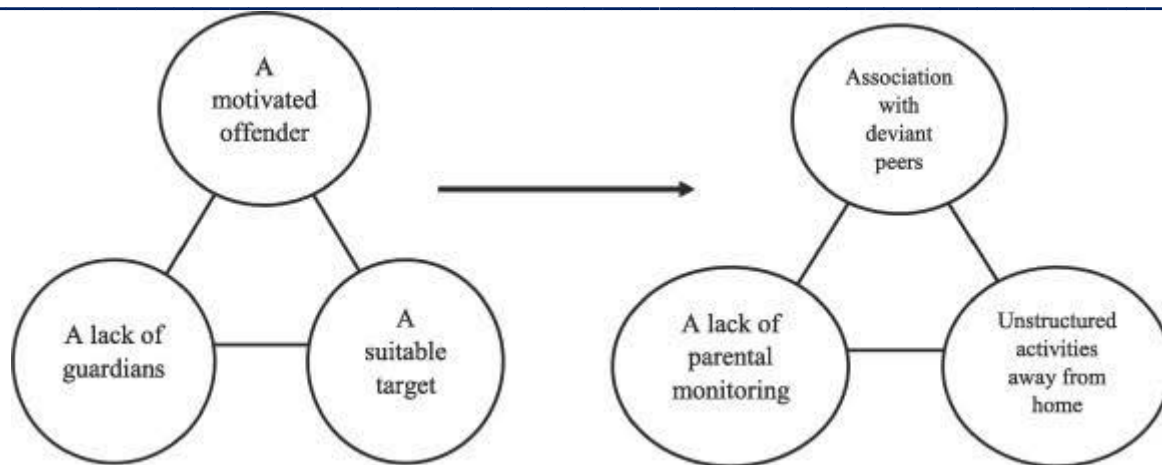 A
motivated
offender
A lack of
guardians
A
suitable
target
Association
with
deviant
peers
A lack of
parental
monitoring
Unstructured
activities
away from
home